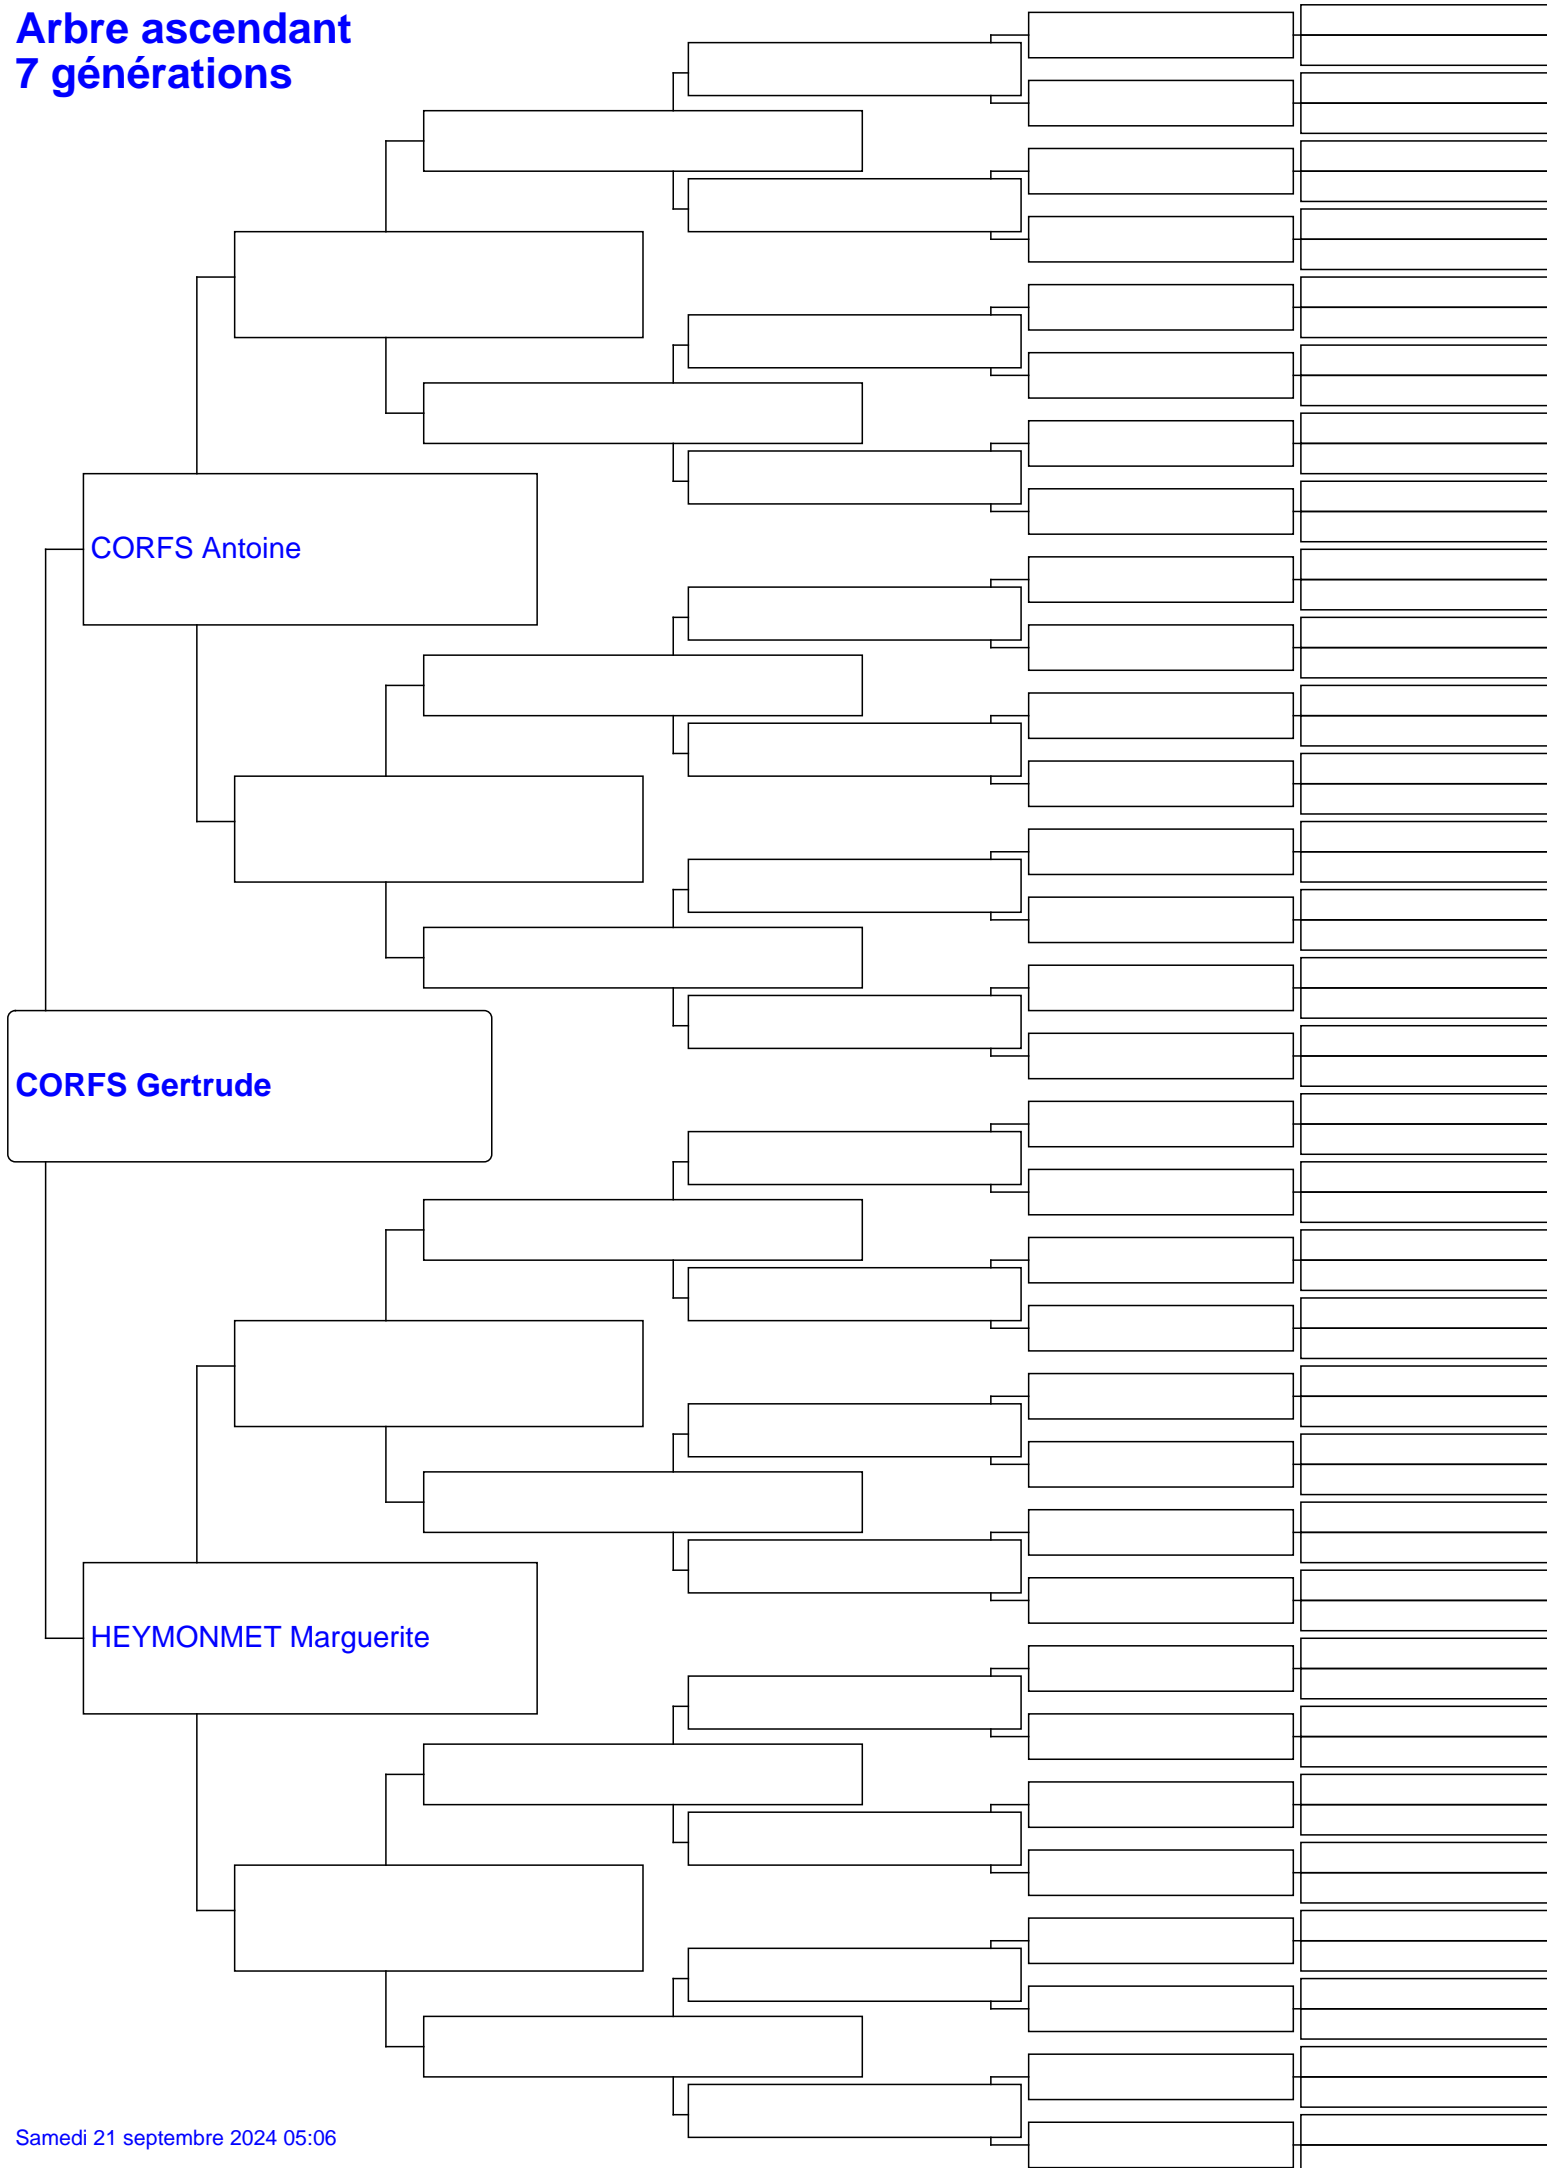 Arbre ascendant
7 générations
CORFS Antoine
CORFS Gertrude
HEYMONMET Marguerite
Samedi 21 septembre 2024 05:06